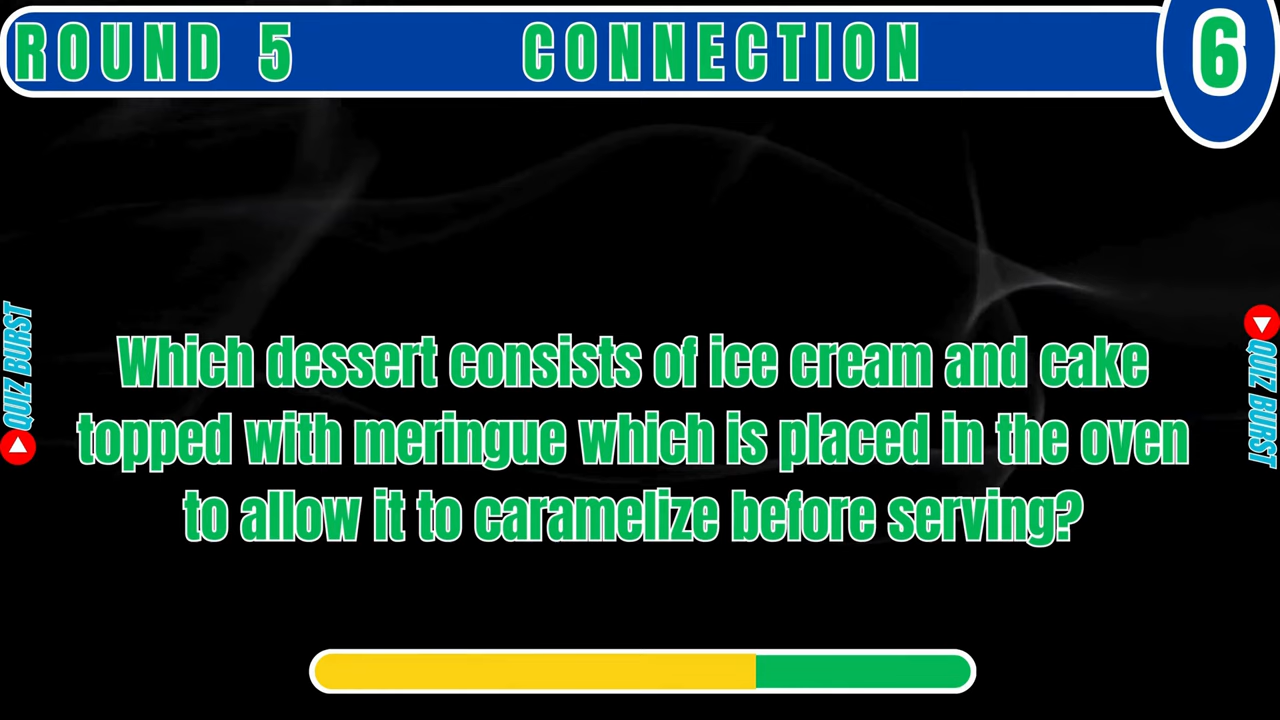 ROUND 5 CONNECTION 6
Which dessert consists of ice cream and cake
topped with meringue which is placed in the oven
to allow it to caramelize before serving?
QUIZ BURST
QUIZ BURST